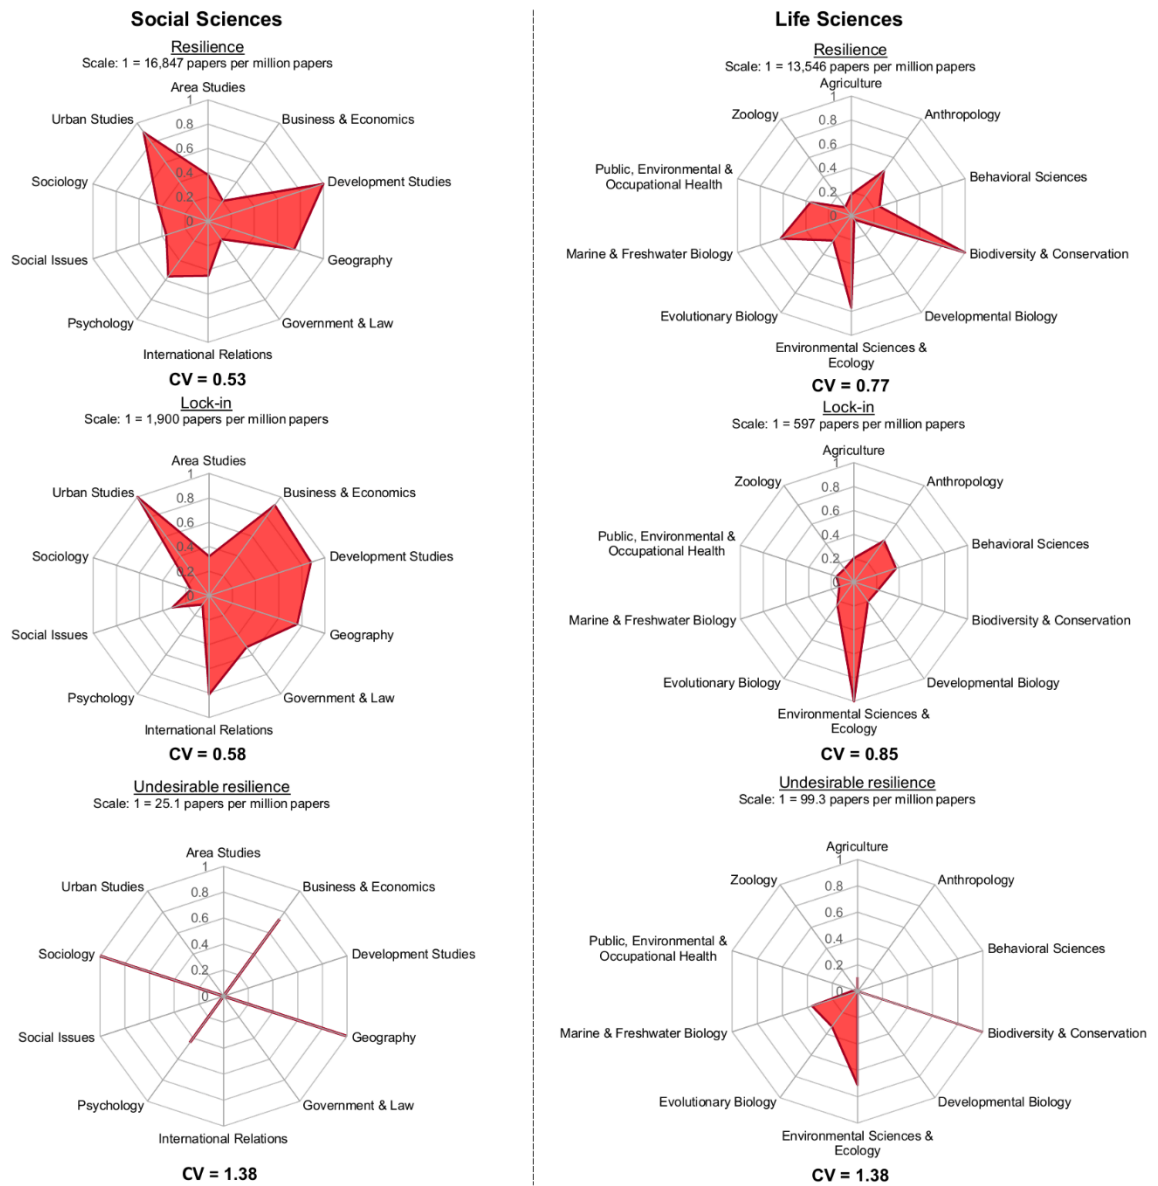 Social Sciences
Resilience
Scale: 1 = 16,847 papers per million papers
Area Studies
1
Urban Studies
Business & Economics
0.8
0.6
0.4
Sociology
Development Studies
0.2
0
Social Issues
Geography
Psychology
Government & Law
International Relations
CV = 0.53
Lock-in
Scale: 1 = 1,900 papers per million papers
Area Studies
1
Urban Studies
Business & Economics
0.8
0.6
0.4
Sociology
Development Studies
0.2
0
Social Issues
Geography
Psychology
Government & Law
International Relations
CV = 0.58
Undesirable resilience
Scale: 1 = 25.1 papers per million papers
Area Studies
1
Urban Studies
Business & Economics
0.8
0.6
0.4
Sociology
Development Studies
0.2
0
Social Issues
Geography
Psychology
Government & Law
International Relations
CV = 1.38
Life Sciences
Resilience
Scale: 1 = 13,546 papers per million papers
Agriculture
1
Zoology
Anthropology
0.8
0.6
0.4
Public, Environmental &
Occupational Health
Behavioral Sciences
0.2
0
Marine & Freshwater Biology
Biodiversity & Conservation
Evolutionary Biology
Developmental Biology
Environmental Sciences &
Ecology
CV = 0.77
Lock-in
Scale: 1 = 597 papers per million papers
Agriculture
1
Zoology
Anthropology
0.8
0.6
0.4
Public, Environmental &
Occupational Health
Behavioral Sciences
0.2
0
Marine & Freshwater Biology
Biodiversity & Conservation
Evolutionary Biology
Developmental Biology
Environmental Sciences &
Ecology
CV = 0.85
Undesirable resilience
Scale: 1 = 99.3 papers per million papers
Agriculture
1
Zoology
Anthropology
0.8
0.6
0.4
Public, Environmental &
Occupational Health
Behavioral Sciences
0.2
0
Marine & Freshwater Biology
Biodiversity & Conservation
Evolutionary Biology
Developmental Biology
Environmental Sciences &
Ecology
CV = 1.38